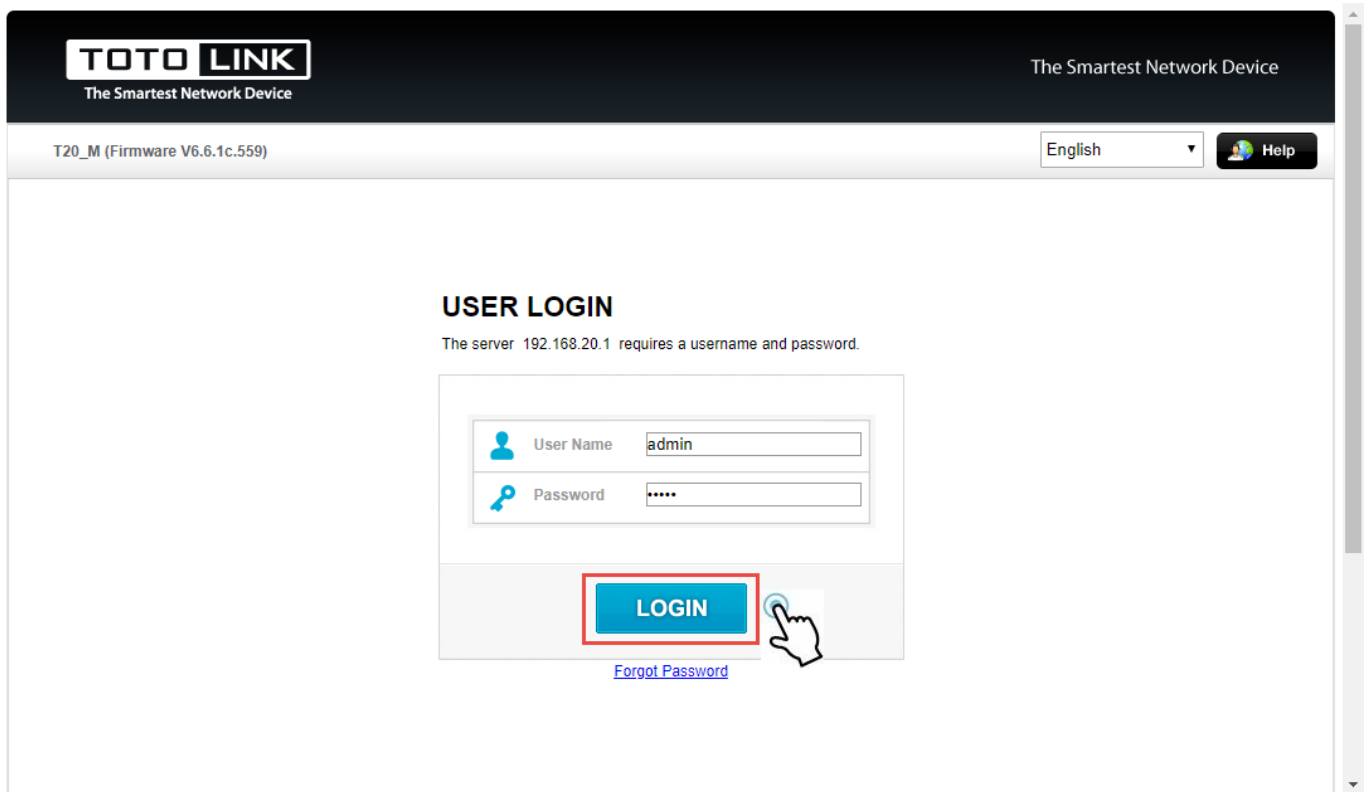 TOTO LINK
The Smartest Network Device
The Smartest Network Device
T20_M (Firmware V6.6.1c.559)
English
Help
USER LOGIN
The server 192.168.20.1 requires a username and password.
User Name admin
Password •••••
LOGIN
Forgot Password